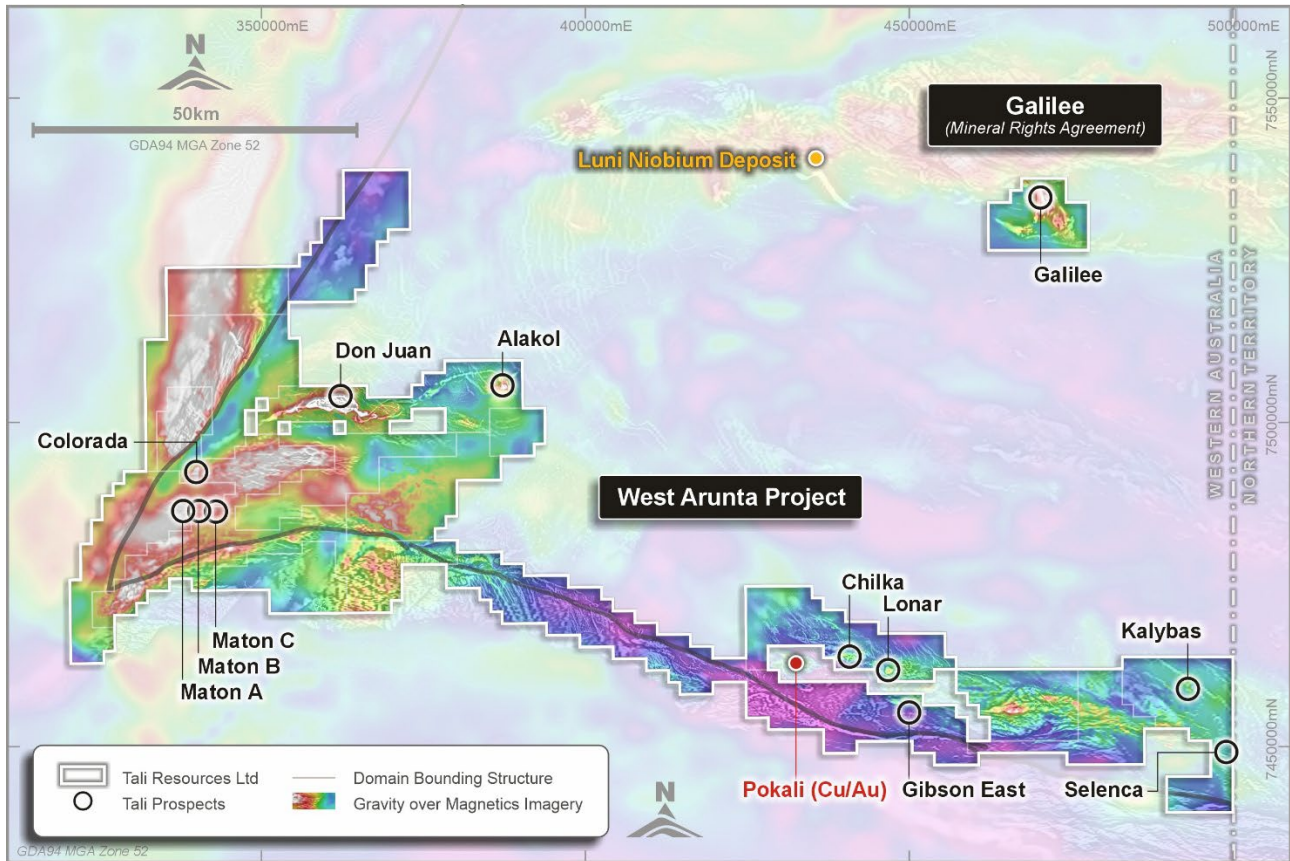 350000mE
400000mE
450000mE
500000mE
N
50km
GDA94 MGA Zone 52
7550000mN
Galilee
(Mineral Rights Agreement)
Luni Niobium Deposit
Galilee
WESTERN AUSTRALIA
NORTHERN TERRITORY
Don Juan
Alakol
7500000mN
Colorada
West Arunta Project
Chilka
Lonar
Kalybas
Maton C
Maton B
Maton A
7450000mN
Pokali (Cu/Au)
Gibson East
Selenca
Tali Resources Ltd
Domain Bounding Structure
Tali Prospects
Gravity over Magnetics Imagery
N
GDA94 MGA Zone 52